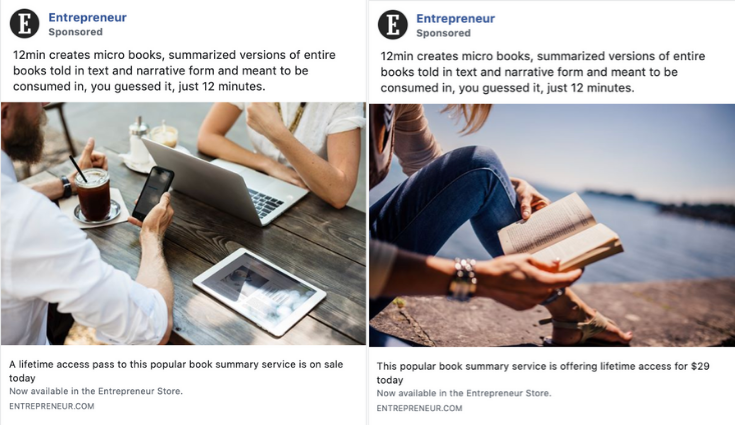 Entrepreneur
Sponsored
12min creates micro books, summarized versions of entire
books told in text and narrative form and meant to be
consumed in, you guessed it, just 12 minutes.
A lifetime access pass to this popular book summary service is on sale
today
Now available in the Entrepreneur Store.
ENTREPRENEUR.COM
Entrepreneur
Sponsored
12min creates micro books, summarized versions of entire
books told in text and narrative form and meant to be
consumed in, you guessed it, just 12 minutes.
This popular book summary service is offering lifetime access for $29
today
Now available in the Entrepreneur Store.
ENTREPRENEUR.COM